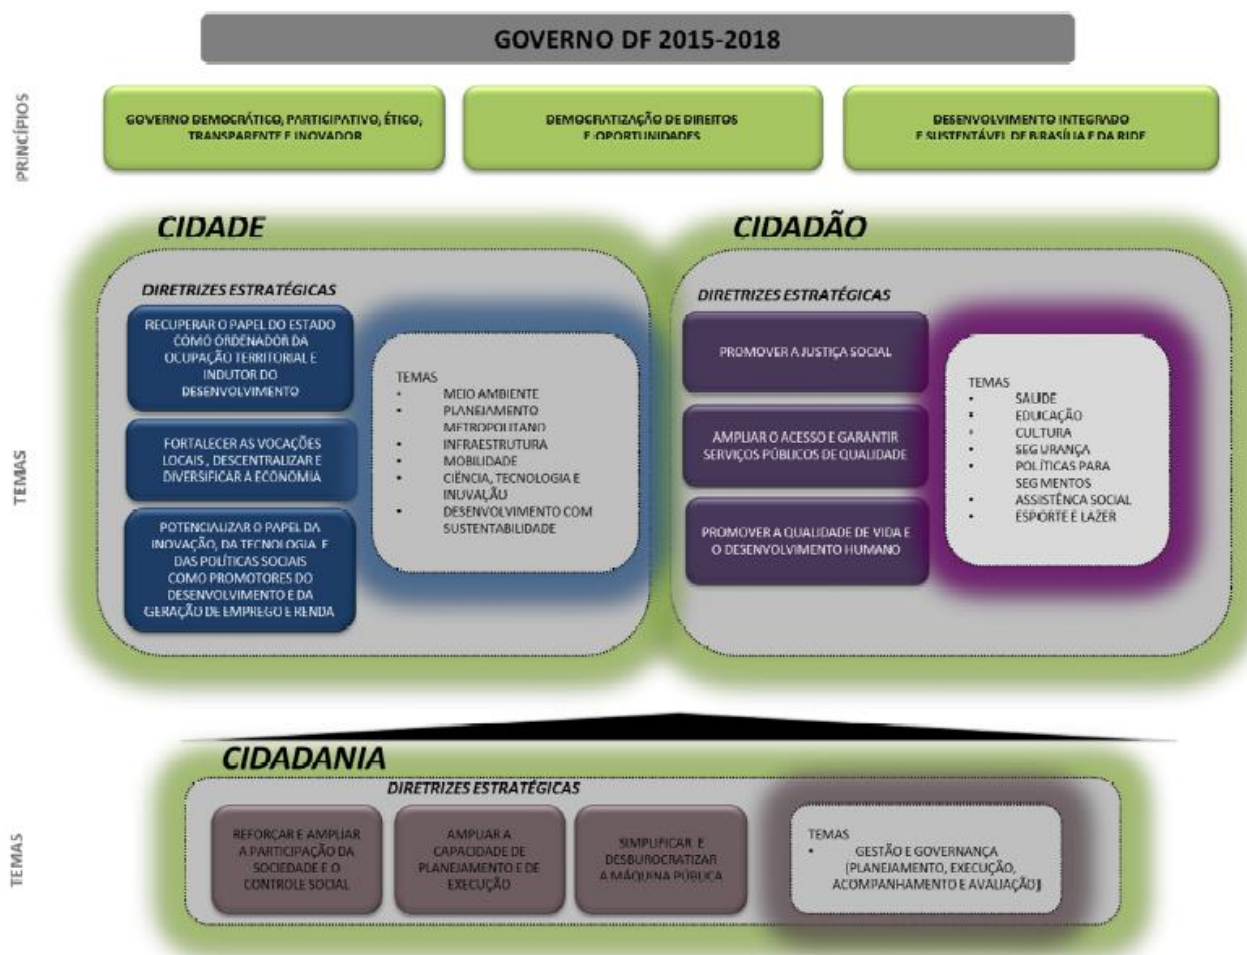 GOVERNO DF 2015-2018
PRINCÍPIOS
GOVERNO DEMOCRÁTICO, PARTICIPATIVO, ÉTICO,
TRANSPARENTE E INOVADOR
DEMOCRATIZAÇÃO DE DIREITOS
E OPORTUNIDADES
DESENVOLVIMENTO INTEGRADO
E SUSTENTÁVEL DE BRASÍLIA E DA RIDE
TEMAS
CIDADE
DIRETRIZES ESTRATÉGICAS
RECUPERAR O PAPEL DO ESTADO
COMO ORDENADOR DA
OCUPAÇÃO TERRITORIAL E
INDUTOR DO
DESENVOLVIMENTO
FORTALECER AS VOCAÇÕES
LOCAIS , DESCENTRALIZAR E
DIVERSIFICAR A ECONOMIA
POTENCIALIZAR O PAPEL DA
INOVAÇÃO, DA TECNOLOGIA E
DAS POLÍTICAS SOCIAIS
COMO PROMOTORES DO
DESENVOLVIMENTO E DA
GERAÇÃO DE EMPREGO E RENDA
TEMAS
• MEIO AMBIENTE
• PLANEJAMENTO
METROPOLITANO
• INFRAESTRUTURA
• MOBILIDADE
• CIÊNCIA, TECNOLOGIA E
INOVAÇÃO
• DESENVOLVIMENTO COM
SUSTENTABILIDADE
CIDADÃO
DIRETRIZES ESTRATÉGICAS
PROMOVER A JUSTIÇA SOCIAL
AMPLIAR O ACESSO E GARANTIR
SERVIÇOS PÚBLICOS DE QUALIDADE
PROMOVER A QUALIDADE DE VIDA E
O DESENVOLVIMENTO HUMANO
TEMAS
• SAÚDE
• EDUCAÇÃO
• CULTURA
• SEGURANÇA
• POLÍTICAS PARA
SEGMENTOS
• ASSISTÊNCA SOCIAL
• ESPORTE E LAZER
TEMAS
CIDADANIA
DIRETRIZES ESTRATÉGICAS
REFORÇAR E AMPLIAR
A PARTICIPAÇÃO DA
SOCIEDADE E O
CONTROLE SOCIAL
AMPLIAR A
CAPACIDADE DE
PLANEJAMENTO E DE
EXECUÇÃO
SIMPLIFICAR E
DESBUROCRATIZAR
A MÁQUINA PÚBLICA
TEMAS
• GESTÃO E GOVERNANÇA
(PLANEJAMENTO, EXECUÇÃO,
ACOMPANHAMENTO E AVALIAÇÃO)